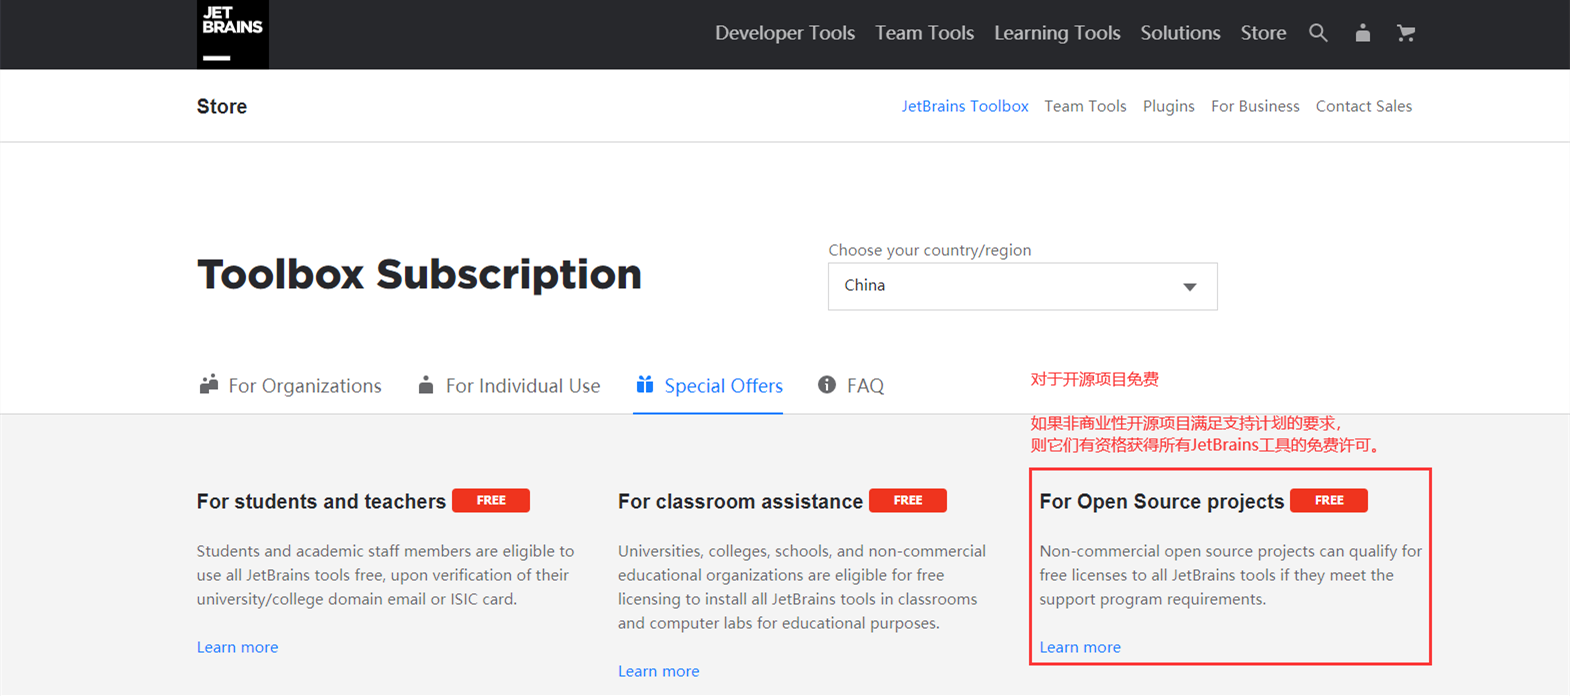 JET
BRAINS
Developer Tools Team Tools Learning Tools Solutions Store
Store
JetBrains Toolbox Team Tools Plugins For Business Contact Sales
Choose your country/region
Toolbox Subscription
China
For Organizations For Individual Use Special Offers FAQ
对于开源项目免费
如果非商业性开源项目满足支持计划的要求，
则它们有资格获得所有JetBrains工具的免费许可。
For students and teachers FREE
Students and academic staff members are eligible to
use all JetBrains tools free, upon verification of their
university/college domain email or ISIC card.
Learn more
For classroom assistance FREE
Universities, colleges, schools, and non-commercial
educational organizations are eligible for free
licensing to install all JetBrains tools in classrooms
and computer labs for educational purposes.
Learn more
For Open Source projects FREE
Non-commercial open source projects can qualify for
free licenses to all JetBrains tools if they meet the
support program requirements.
Learn more